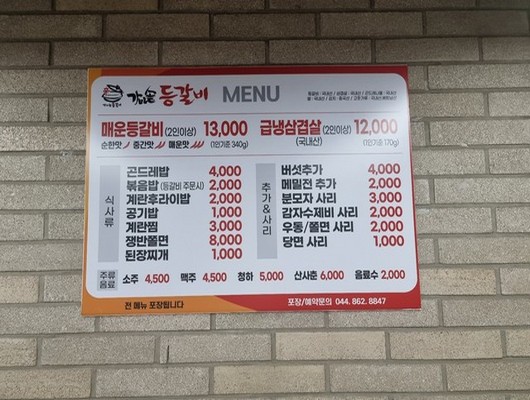 등갈비 MENU
매운등갈비(2인이상) 13,000
순한맛 중간맛 매운맛 (1인기준 340g)
급냉삼겹살(2인이상) 12,000
(국내산) (1인기준 170g)
식사류
곤드레밥 4,000
볶음밥(등갈비 주문시) 2,000
계란후라이밥 2,000
공기밥 1,000
계란찜 3,000
쟁반쫄면 8,000
된장찌개 1,000
추가&사리
버섯추가 4,000
메밀전 추가 2,000
분모자 사리 3,000
감자수제비 사리 2,000
우동/쫄면 사리 2,000
당면 사리 1,000
주류 음료 소주 4,500 맥주 4,500 청하 5,000 산사춘 6,000 음료수 2,000
전 메뉴 포장됩니다
포장/예약문의 044. 862. 8847